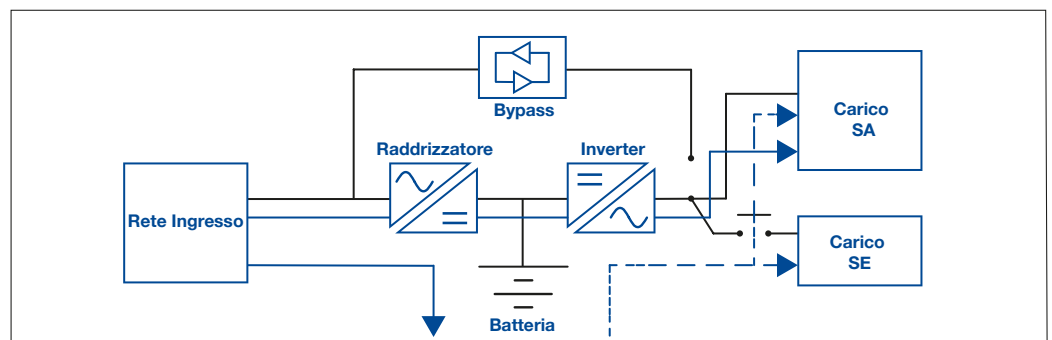 Bypass
Carico
SA
Raddrizzatore
Inverter
Rete Ingresso
Carico
SE
Batteria